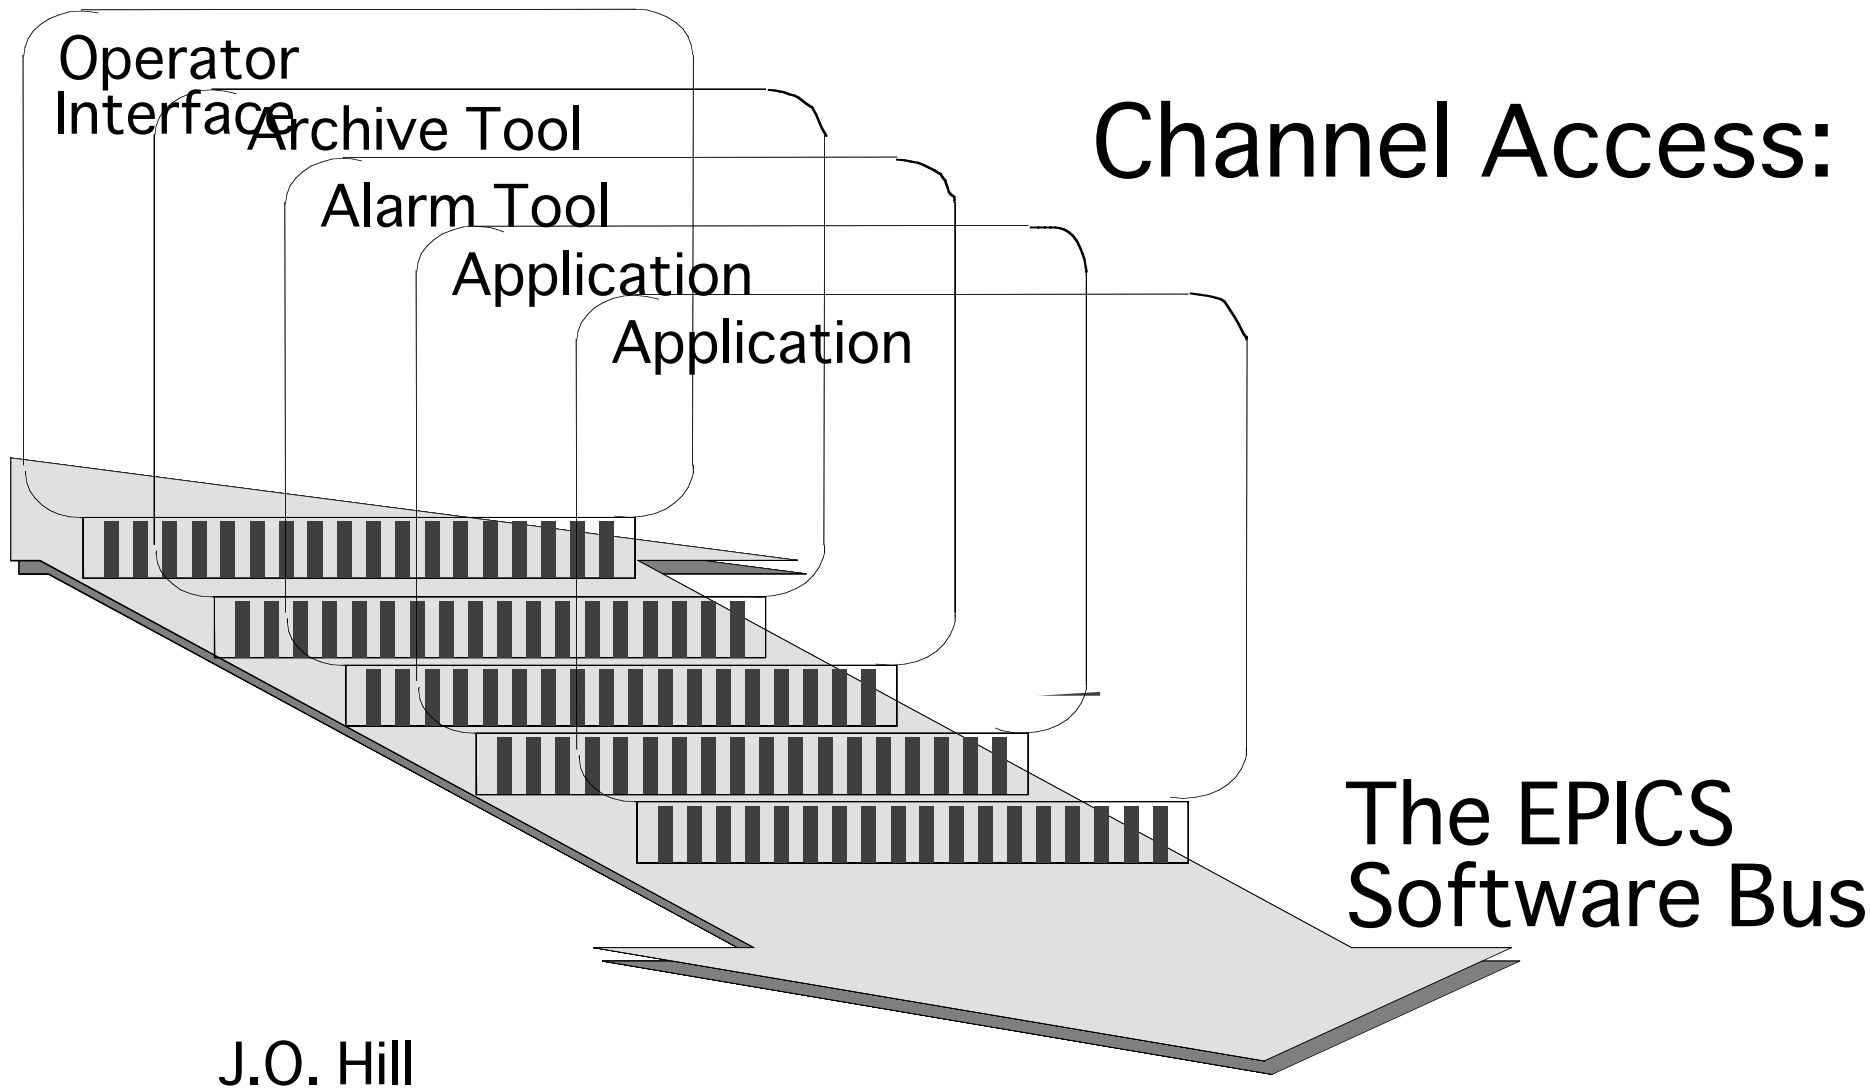 Operator
Interface
Archive Tool
Alarm Tool
Application
Application
Channel Access:
The EPICS
Software Bus
J.O. Hill